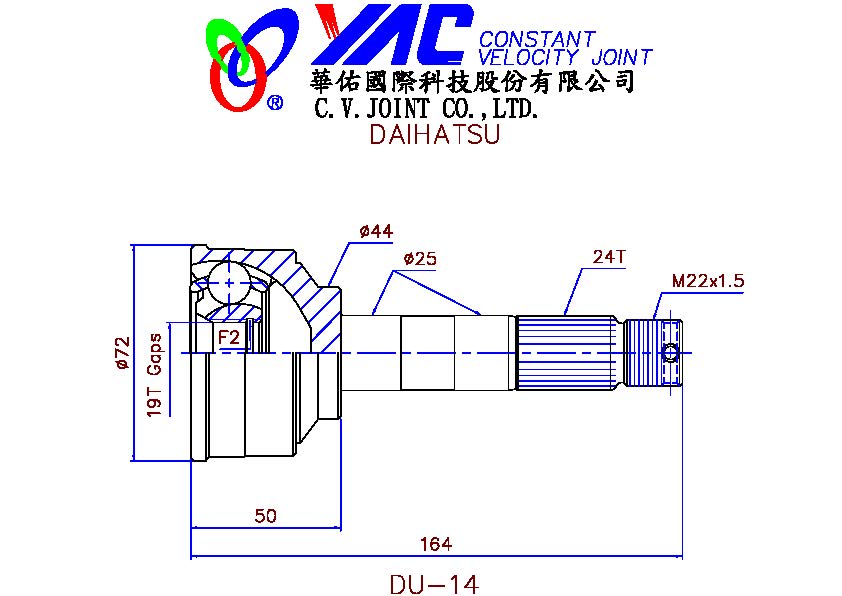 YAC CONSTANT
VELOCITY JOINT
®
華佑國際科技股份有限公司
C.V.JOINT CO.,LTD.
DAIHATSU
ø44
ø25
24T
M22x1.5
ø72
19T Gaps
F2
50
164
DU-14